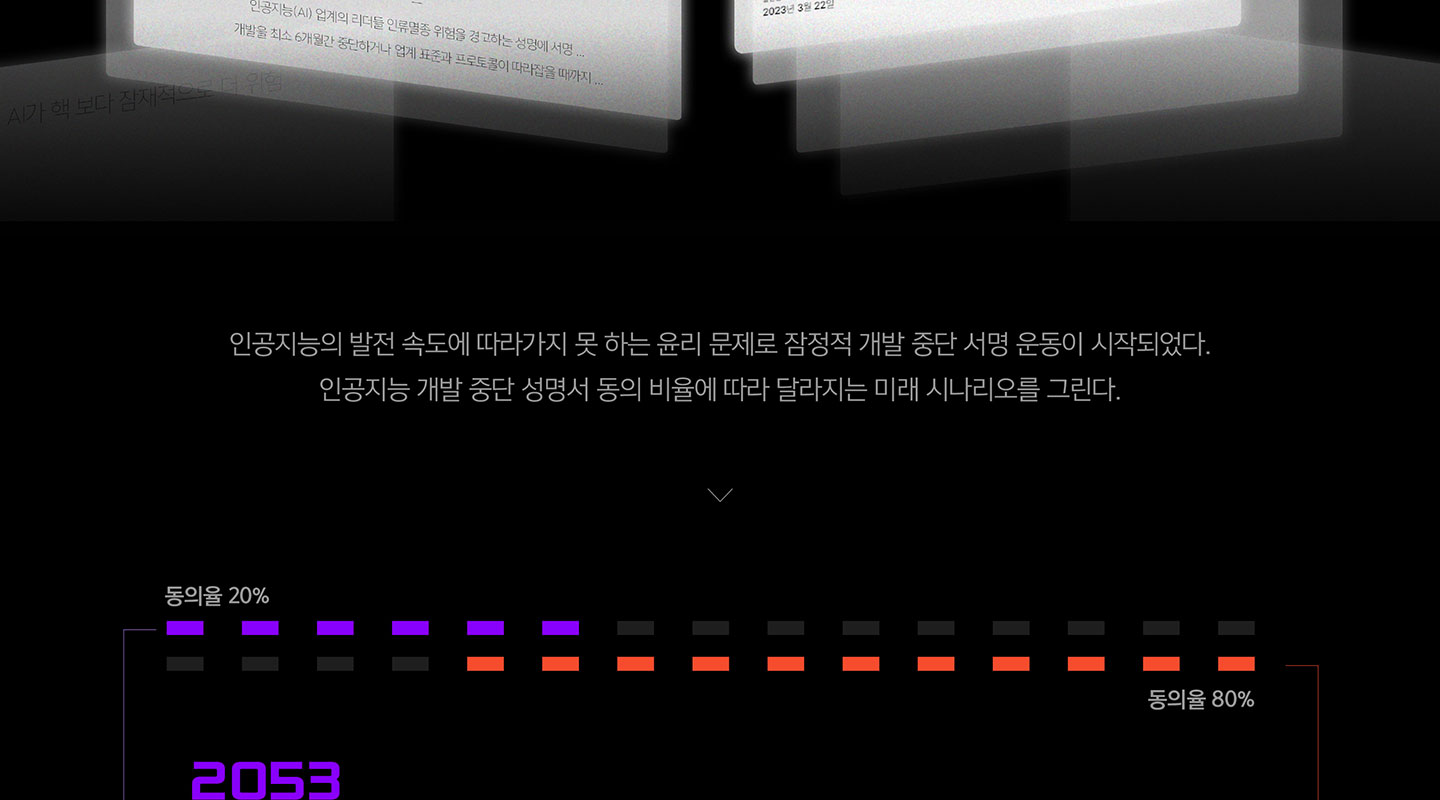 인공지능(AI) 업계의 리더들 인류멸종 위험을 경고하는 성명에 서명 ...
개발을 최소 6개월간 중단하거나 업계 표준과 프로토콜이 따라잡을 때까지 ...
2023년 3월 22일
AI가 핵 보다 잠재적으로 더 위험
인공지능의 발전 속도에 따라가지 못 하는 윤리 문제로 잠정적 개발 중단 서명 운동이 시작되었다.
인공지능 개발 중단 성명서 동의 비율에 따라 달라지는 미래 시나리오를 그린다.
동의율 20%
동의율 80%
2053